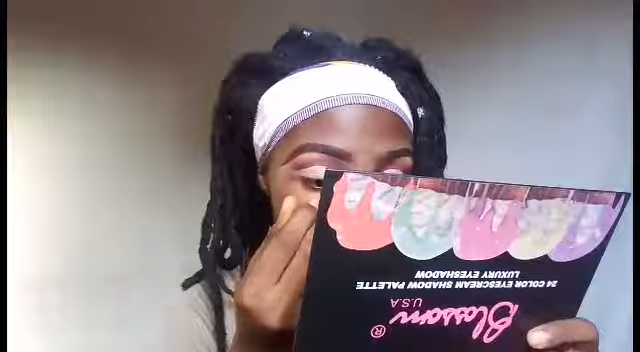 Blossom®
U.S.A
24 COLOR EYESCREAM SHADOW PALETTE
LUXURY EYESHADOW